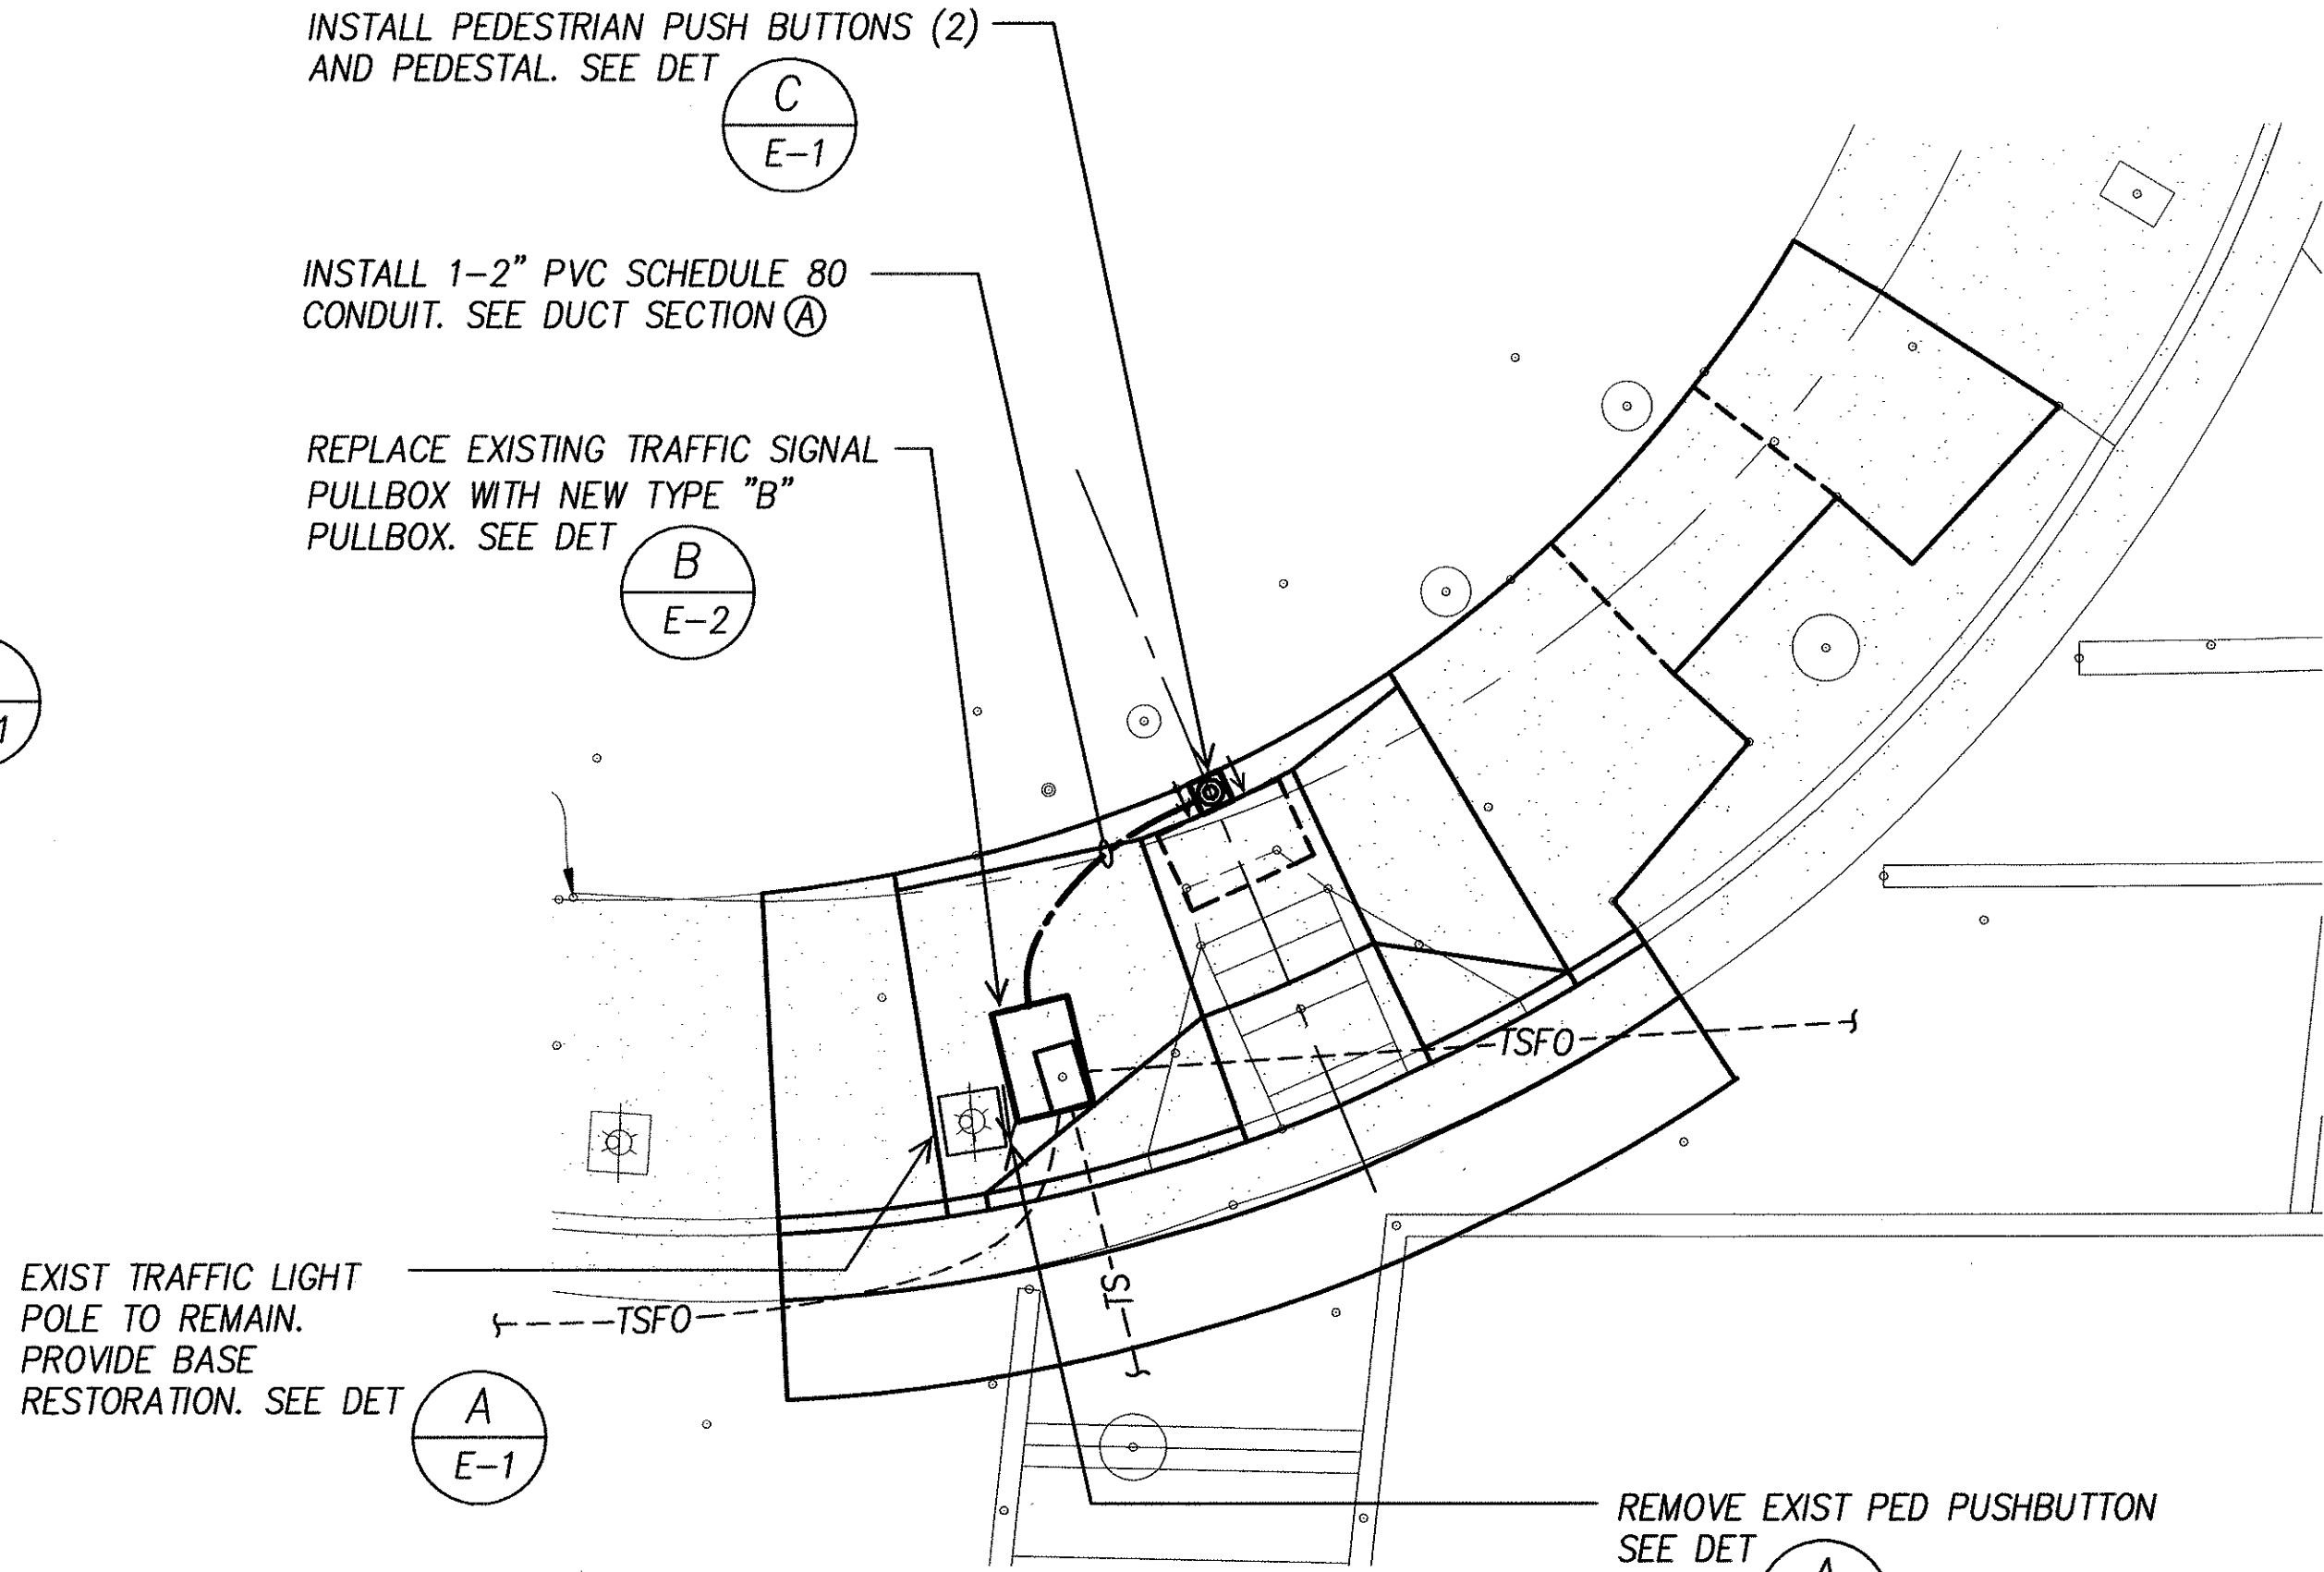 INSTALL PEDESTRIAN PUSH BUTTONS (2)
AND PEDESTAL. SEE DET
C
E-1
INSTALL 1-2" PVC SCHEDULE 80
CONDUIT. SEE DUCT SECTION A
REPLACE EXISTING TRAFFIC SIGNAL
PULLBOX WITH NEW TYPE "B"
PULLBOX. SEE DET
B
E-2
1
TSFO
TS
TSFO
EXIST TRAFFIC LIGHT
POLE TO REMAIN.
PROVIDE BASE
RESTORATION. SEE DET
A
E-1
REMOVE EXIST PED PUSHBUTTON
SEE DET
A